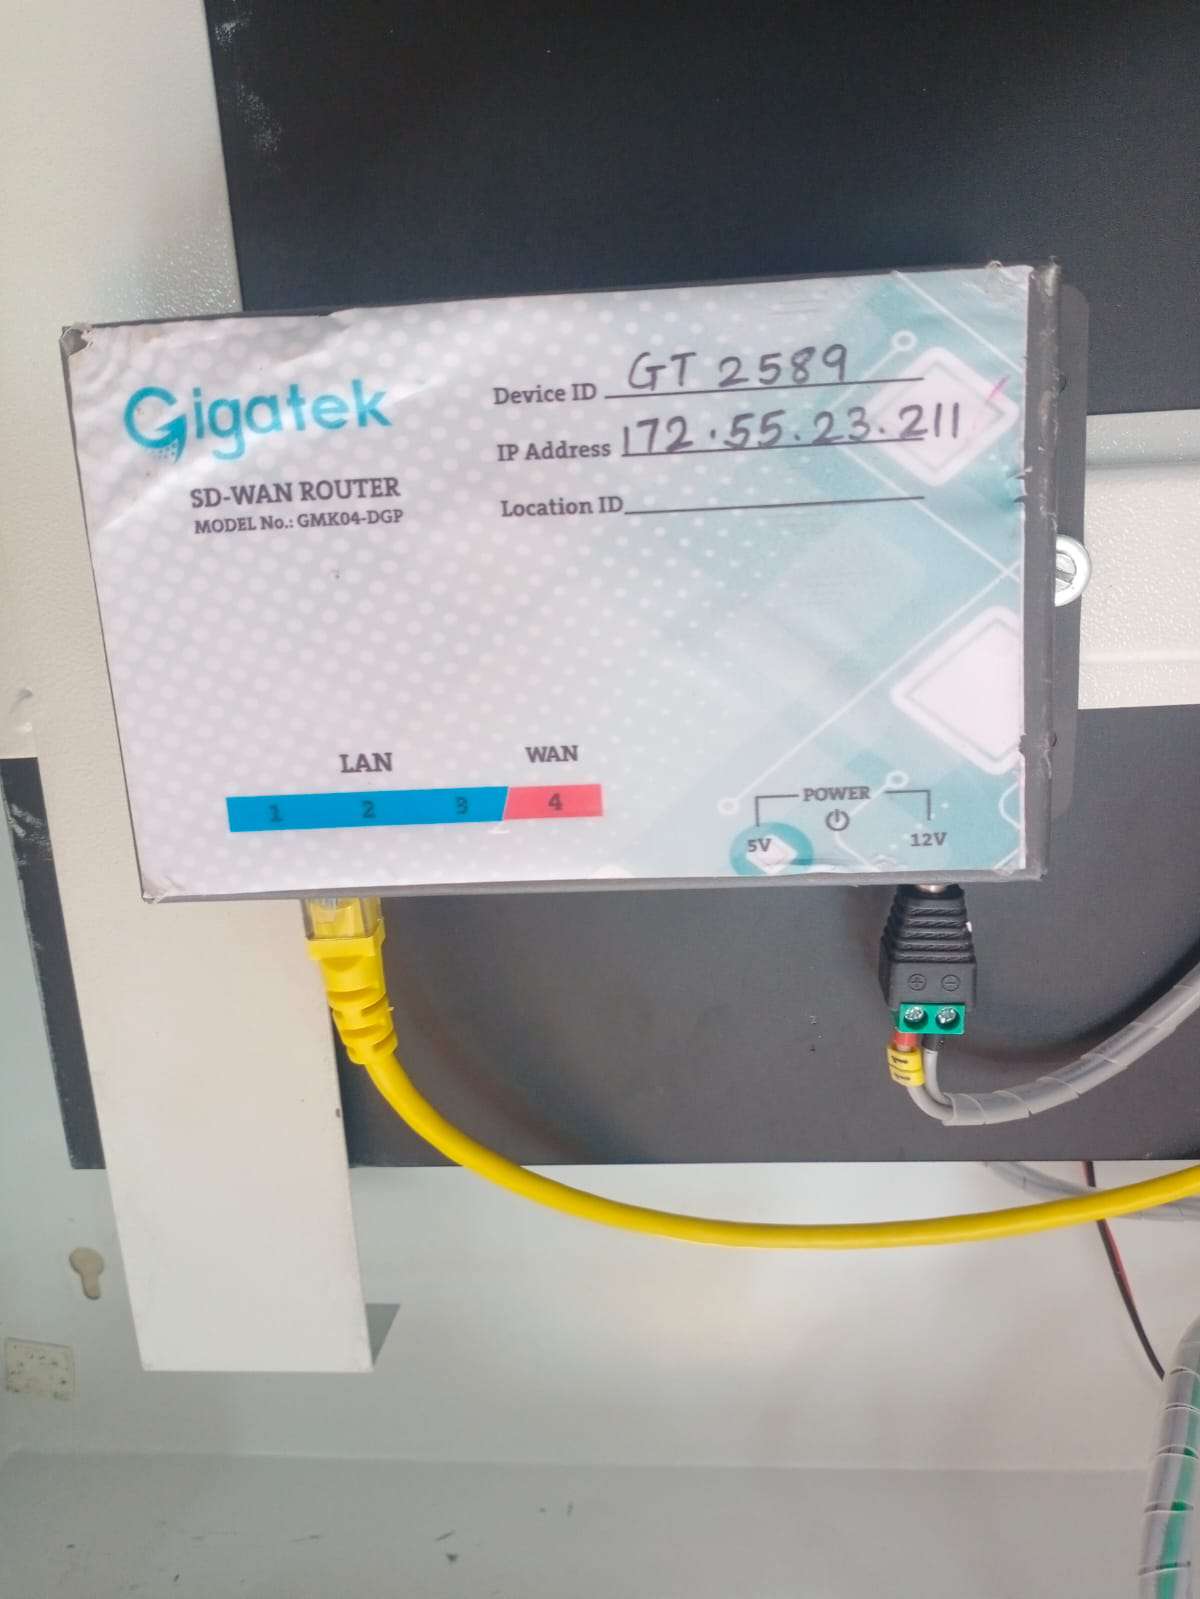 Gigatek
SD-WAN ROUTER
MODEL No.: GMK04-DGP
Device ID GT 2589
IP Address 172.55.23.211
Location ID
LAN
WAN
1 2 3 4
POWER
5V
12V
+ -